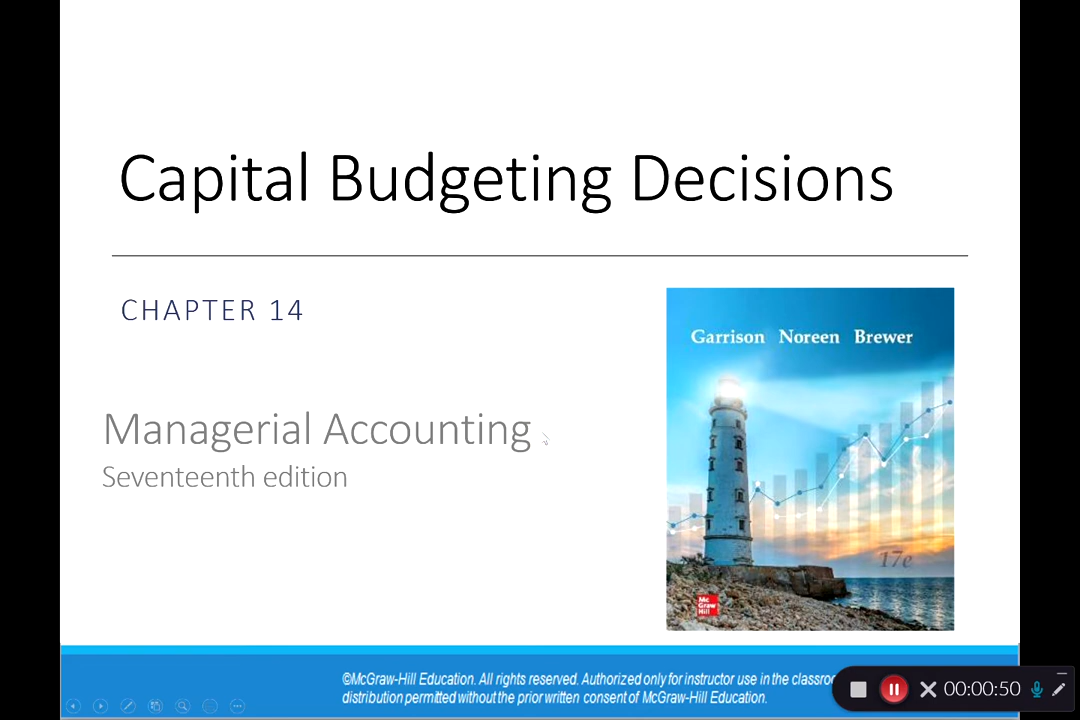 Capital Budgeting Decisions
CHAPTER 14
Garrison Noreen Brewer
Managerial Accounting
Seventeenth edition
17e
Mc
Graw
Hill
©McGraw-Hill Education. All rights reserved. Authorized only for instructor use in the
distribution permitted without the prior written consent of McGraw-Hill Education.
00:00:50